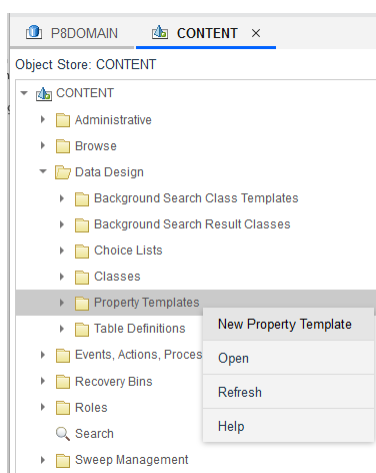 P8DOMAIN CONTENT ×
Object Store: CONTENT
CONTENT
Administrative
Browse
Data Design
Background Search Class Templates
Background Search Result Classes
Choice Lists
Classes
Property Templates
New Property Template
Table Definitions
Open
Events, Actions, Proces
Refresh
Recovery Bins
Roles
Help
Search
Sweep Management